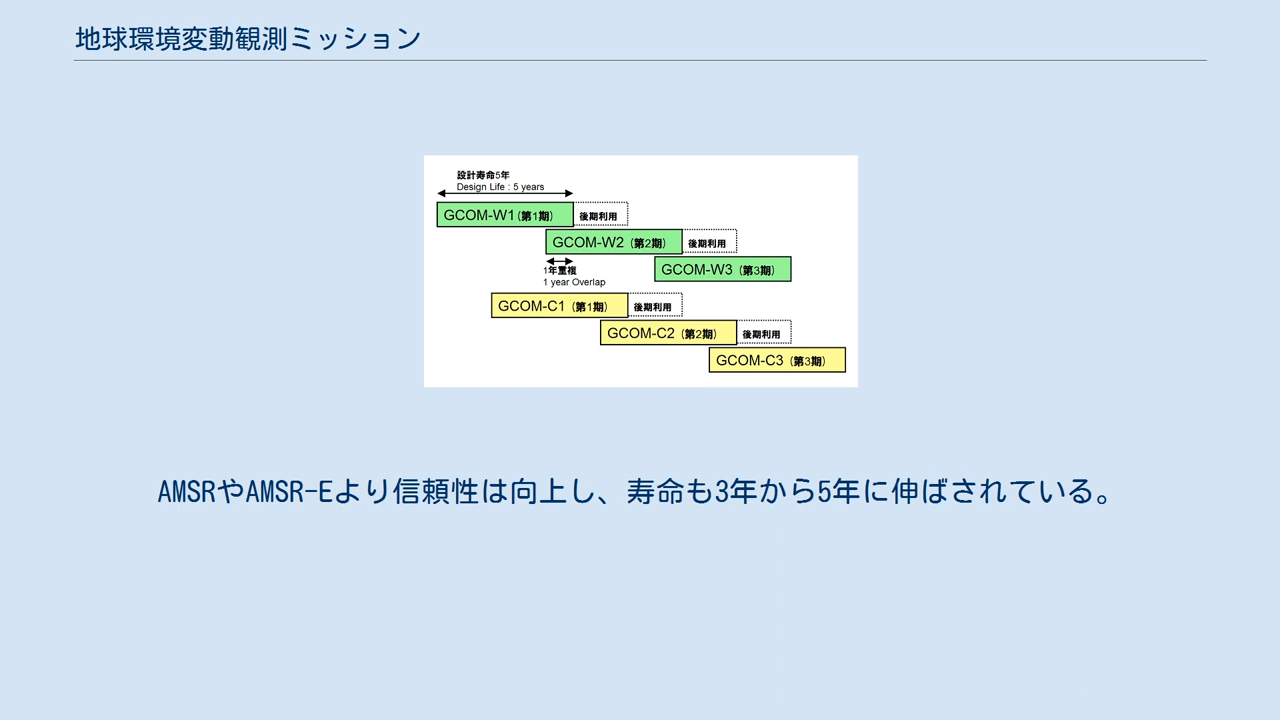 地球環境変動観測ミッション
設計寿命5年
Design Life : 5 years
GCOM-W1(第1期)
後期利用
GCOM-W2 (第2期)
後期利用
1年重複
1 year Overlap
GCOM-W3 (第3期)
GCOM-C1 (第1期)
後期利用
GCOM-C2 (第2期)
後期利用
GCOM-C3 (第3期)
AMSRやAMSR-Eより信頼性は向上し、寿命も3年から5年に伸ばされている。